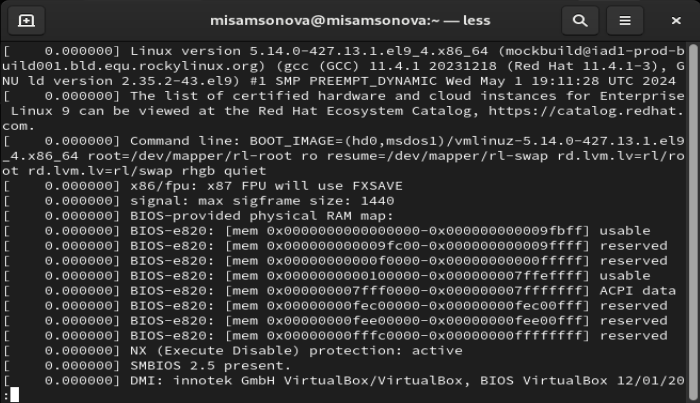 misamsonova@misamsonova:~ — less
[    0.000000] Linux version 5.14.0-427.13.1.el9_4.x86_64 (mockbuild@iad1-prod-b
uild001.bld.equ.rockylinux.org) (gcc (GCC) 11.4.1 20231218 (Red Hat 11.4.1-3), G
NU ld version 2.35.2-43.el9) #1 SMP PREEMPT_DYNAMIC Wed May 1 19:11:28 UTC 2024
[    0.000000] The list of certified hardware and cloud instances for Enterprise
 Linux 9 can be viewed at the Red Hat Ecosystem Catalog, https://catalog.redhat.
com.
[    0.000000] Command line: BOOT_IMAGE=(hd0,msdos1)/vmlinuz-5.14.0-427.13.1.el9
_4.x86_64 root=/dev/mapper/rl-root ro resume=/dev/mapper/rl-swap rd.lvm.lv=rl/ro
ot rd.lvm.lv=rl/swap rhgb quiet
[    0.000000] x86/fpu: x87 FPU will use FXSAVE
[    0.000000] signal: max sigframe size: 1440
[    0.000000] BIOS-provided physical RAM map:
[    0.000000] BIOS-e820: [mem 0x0000000000000000-0x000000000009fbff] usable
[    0.000000] BIOS-e820: [mem 0x000000000009fc00-0x000000000009ffff] reserved
[    0.000000] BIOS-e820: [mem 0x00000000000f0000-0x00000000000fffff] reserved
[    0.000000] BIOS-e820: [mem 0x0000000000100000-0x000000007ffeffff] usable
[    0.000000] BIOS-e820: [mem 0x000000007fff0000-0x000000007fffffff] ACPI data
[    0.000000] BIOS-e820: [mem 0x00000000fec00000-0x00000000fec00fff] reserved
[    0.000000] BIOS-e820: [mem 0x00000000fee00000-0x00000000fee00fff] reserved
[    0.000000] BIOS-e820: [mem 0x00000000fffc0000-0x00000000ffffffff] reserved
[    0.000000] NX (Execute Disable) protection: active
[    0.000000] SMBIOS 2.5 present.
[    0.000000] DMI: innotek GmbH VirtualBox/VirtualBox, BIOS VirtualBox 12/01/20
: